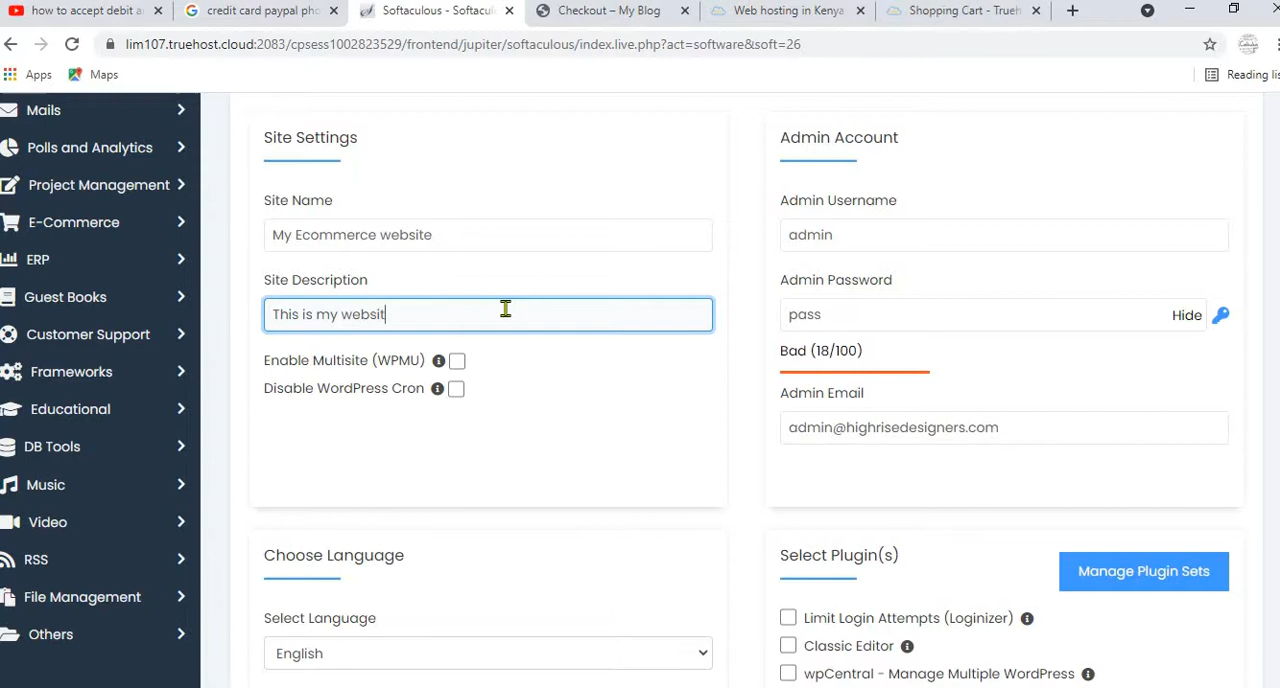 how to accept debit a
credit card paypal pho
Softaculous - Softacul
Checkout – My Blog
Web hosting in Kenya
Shopping Cart - Trueh
lim107.truehost.cloud:2083/cpsess1002823529/frontend/jupiter/softaculous/index.live.php?act=software&soft=26
Apps
Maps
Reading lis
Mails
Polls and Analytics
Project Management
E-Commerce
ERP
Guest Books
Customer Support
Frameworks
Educational
DB Tools
Music
Video
RSS
File Management
Others
Site Settings
Site Name
My Ecommerce website
Site Description
This is my websit
Enable Multisite (WPMU)
Disable WordPress Cron
Admin Account
Admin Username
admin
Admin Password
pass
Hide
Bad (18/100)
Admin Email
admin@highrisedesigners.com
Choose Language
Select Language
English
Select Plugin(s)
Manage Plugin Sets
Limit Login Attempts (Loginizer)
Classic Editor
wpCentral - Manage Multiple WordPress